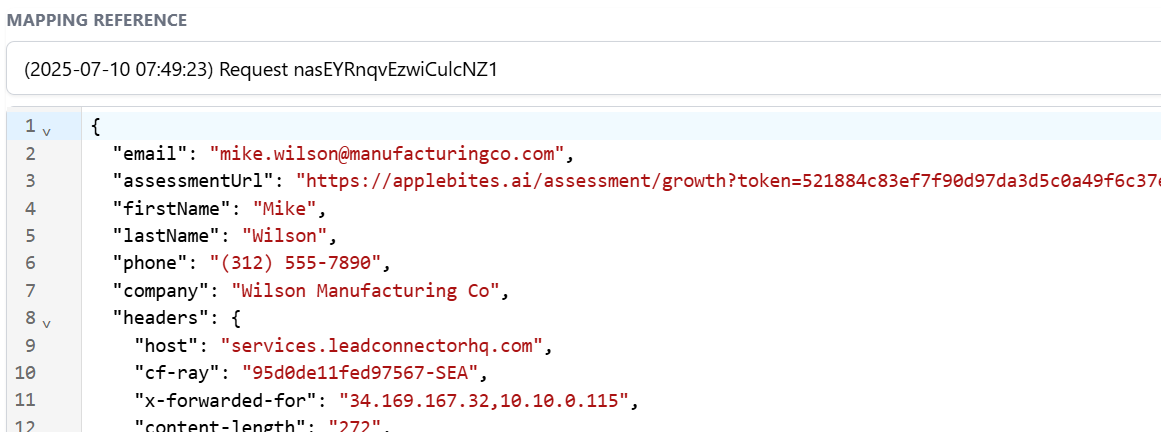 MAPPING REFERENCE
(2025-07-10 07:49:23) Request nasEYRnqvEzwiCulcNZ1
1 v {
2 "email": "mike.wilson@manufacturingco.com",
3 "assessmentUrl": "https://applebites.ai/assessment/growth?token=521884c83ef7f90d97da3d5c0a49f6c37e
4 "firstName": "Mike",
5 "lastName": "Wilson",
6 "phone": "(312) 555-7890",
7 "company": "Wilson Manufacturing Co",
8 v "headers": {
9 "host": "services.leadconnectorhq.com",
10 "cf-ray": "95d0de11fed97567-SEA",
11 "x-forwarded-for": "34.169.167.32,10.10.0.115",
12 "content-length": "272",